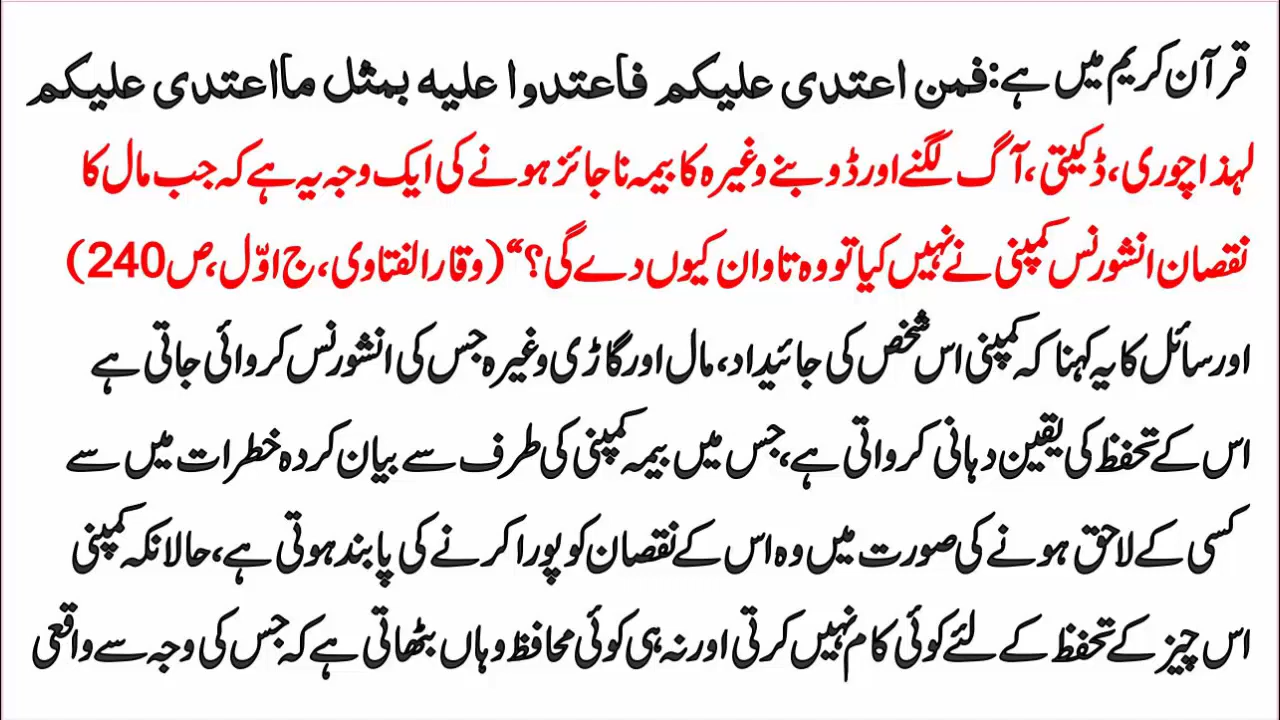 قرآن کریم میں ہے: فمن اعتدی علیکم فاعتدوا علیه بمثل مااعتدی علیکم
لہذا چوری، ڈکیتی، آگ لگنے اور ڈوبنے وغیرہ کا بیمہ ناجائز ہونے کی ایک وجہ یہ ہے کہ جب مال کا
نقصان انشورنس کمپنی نے نہیں کیا تو وہ تاوان کیوں دے گی؟“ (وقار الفتاوی، ج اوّل، ص240)
اور سائل کا یہ کہنا کہ کمپنی اس شخص کی جائیداد، مال اور گاڑی وغیرہ جس کی انشورنس کروائی جاتی ہے
اس کے تحفظ کی یقین دہانی کرواتی ہے، جس میں بیمہ کمپنی کی طرف سے بیان کردہ خطرات میں سے
کسی کے لاحق ہونے کی صورت میں وہ اس کے نقصان کو پورا کرنے کی پابند ہوتی ہے، حالانکہ کمپنی
اس چیز کے تحفظ کے لئے کوئی کام نہیں کرتی اور نہ ہی کوئی محافظ وہاں بٹھاتی ہے کہ جس کی وجہ سے واقعی